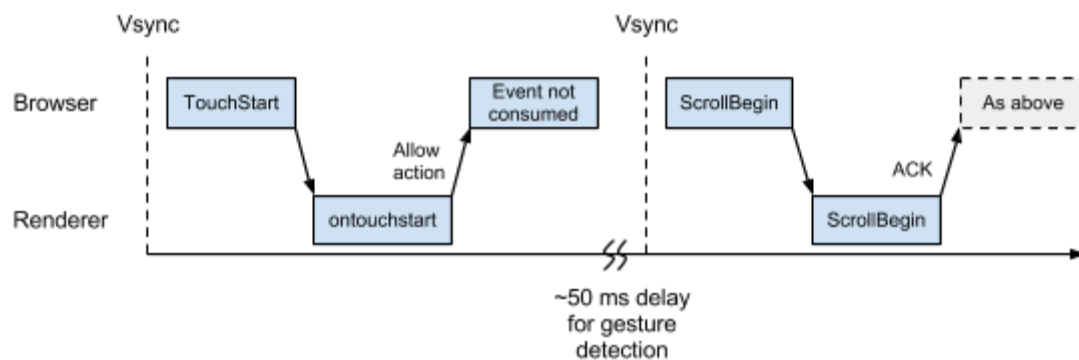 Vsync
Vsync
Browser
TouchStart
Event not
consumed
ScrollBegin
As above
Allow
action
ACK
Renderer
ontouchstart
ScrollBegin
~50 ms delay
for gesture
detection